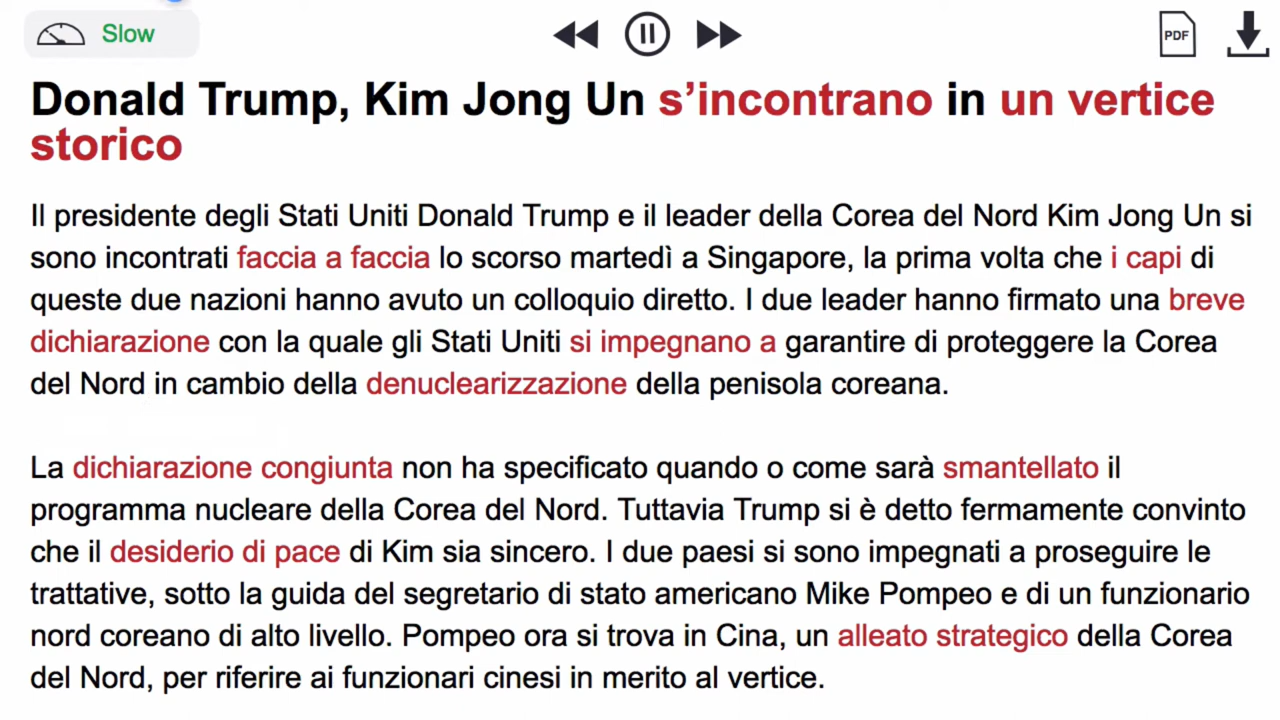 Slow
PDF
Donald Trump, Kim Jong Un s’incontrano in un vertice
storico
Il presidente degli Stati Uniti Donald Trump e il leader della Corea del Nord Kim Jong Un si
sono incontrati faccia a faccia lo scorso martedì a Singapore, la prima volta che i capi di
queste due nazioni hanno avuto un colloquio diretto. I due leader hanno firmato una breve
dichiarazione con la quale gli Stati Uniti si impegnano a garantire di proteggere la Corea
del Nord in cambio della denuclearizzazione della penisola coreana.
La dichiarazione congiunta non ha specificato quando o come sarà smantellato il
programma nucleare della Corea del Nord. Tuttavia Trump si è detto fermamente convinto
che il desiderio di pace di Kim sia sincero. I due paesi si sono impegnati a proseguire le
trattative, sotto la guida del segretario di stato americano Mike Pompeo e di un funzionario
nord coreano di alto livello. Pompeo ora si trova in Cina, un alleato strategico della Corea
del Nord, per riferire ai funzionari cinesi in merito al vertice.